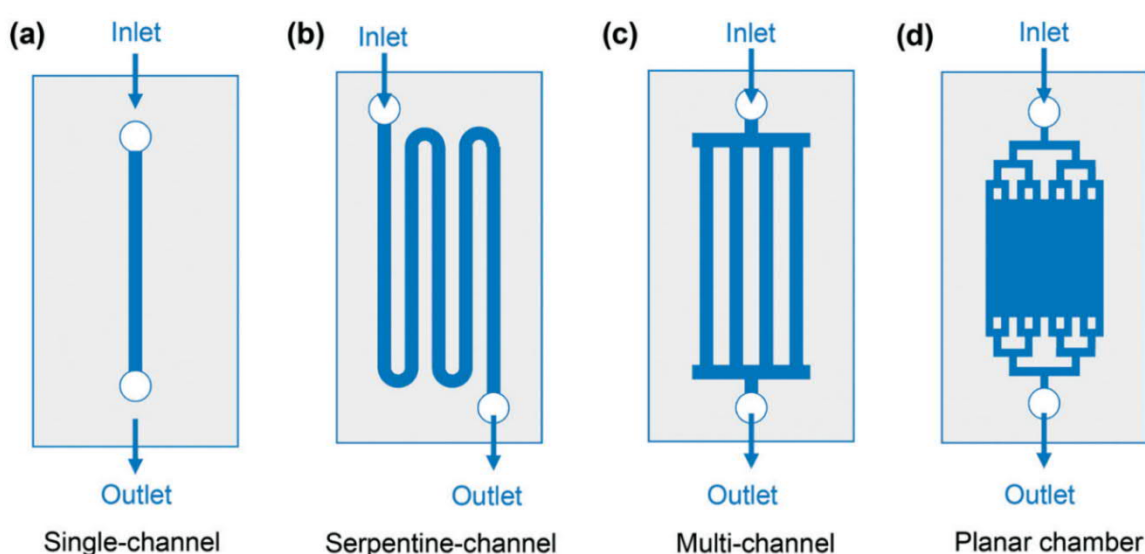 (a)
Inlet
Outlet
Single-channel
(b)
Inlet
Outlet
Serpentine-channel
(c)
Inlet
Outlet
Multi-channel
(d)
Inlet
Outlet
Planar chamber